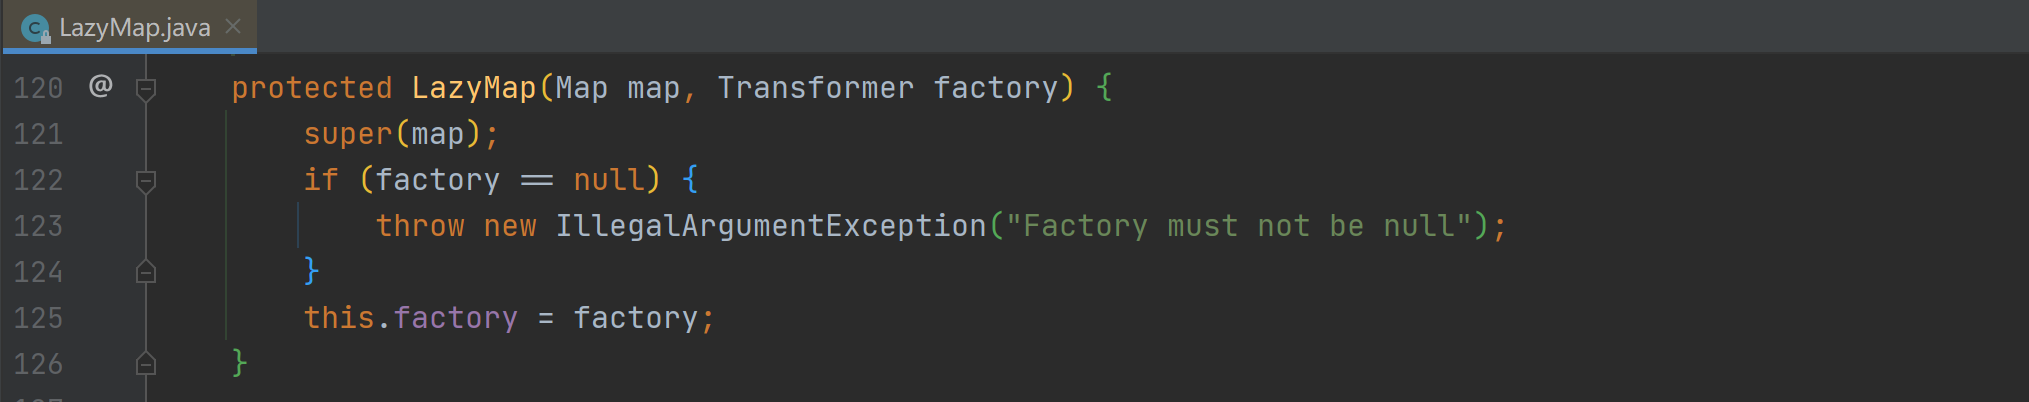 LazyMap.java
120 @ protected LazyMap(Map map, Transformer factory) {
121 super(map);
122 if (factory == null) {
123 throw new IllegalArgumentException("Factory must not be null");
124 }
125 this.factory = factory;
126 }